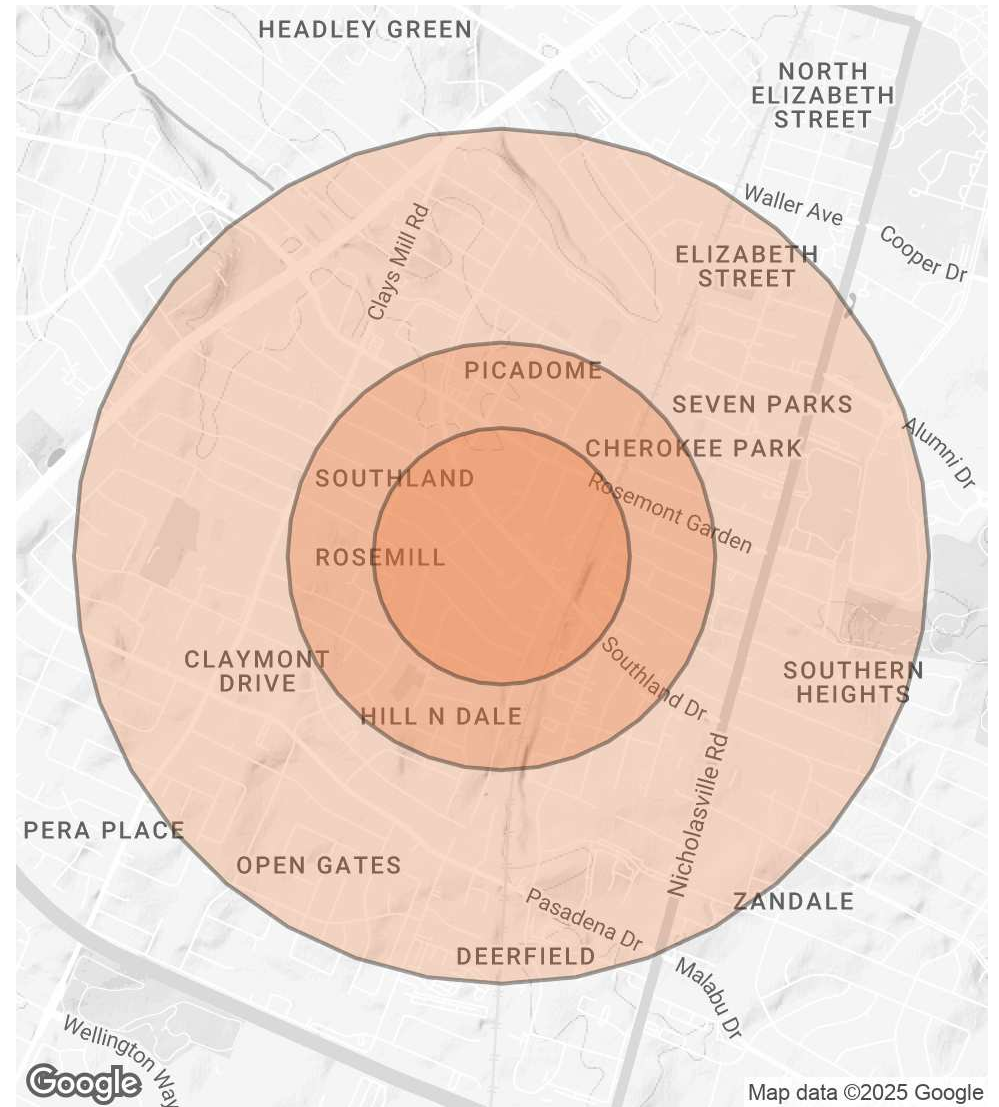 HEADLEY GREEN
NORTH
ELIZABETH
STREET
Waller Ave
Cooper Dr
Clays Mill Rd
ELIZABETH
STREET
PICADOME
SEVEN PARKS
Alumni Dr
CHEROKEE PARK
SOUTHLAND
Rosemont Garden
ROSEMILL
CLAYMONT
DRIVE
Southland Dr
SOUTHERN
HEIGHTS
HILL N DALE
Nicholasville Rd
PERA PLACE
OPEN GATES
Pasadena Dr
ZANDALE
DEERFIELD
Malabu Dr
Wellington Way
Google
Map data ©2025 Google